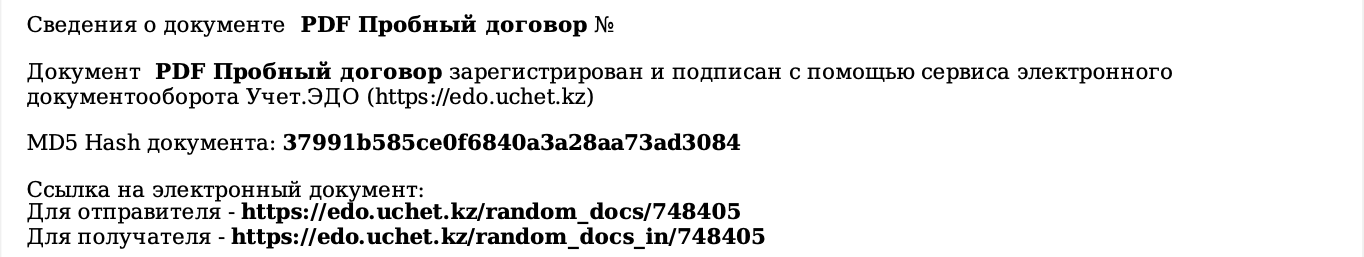 Сведения о документе PDF Пробный договор №
Документ PDF Пробный договор зарегистрирован и подписан с помощью сервиса электронного
документооборота Учет.ЭДО (https://edo.uchet.kz)
MD5 Hash документа: 37991b585ce0f6840a3a28aa73ad3084
Ссылка на электронный документ:
Для отправителя - https://edo.uchet.kz/random_docs/748405
Для получателя - https://edo.uchet.kz/random_docs_in/748405